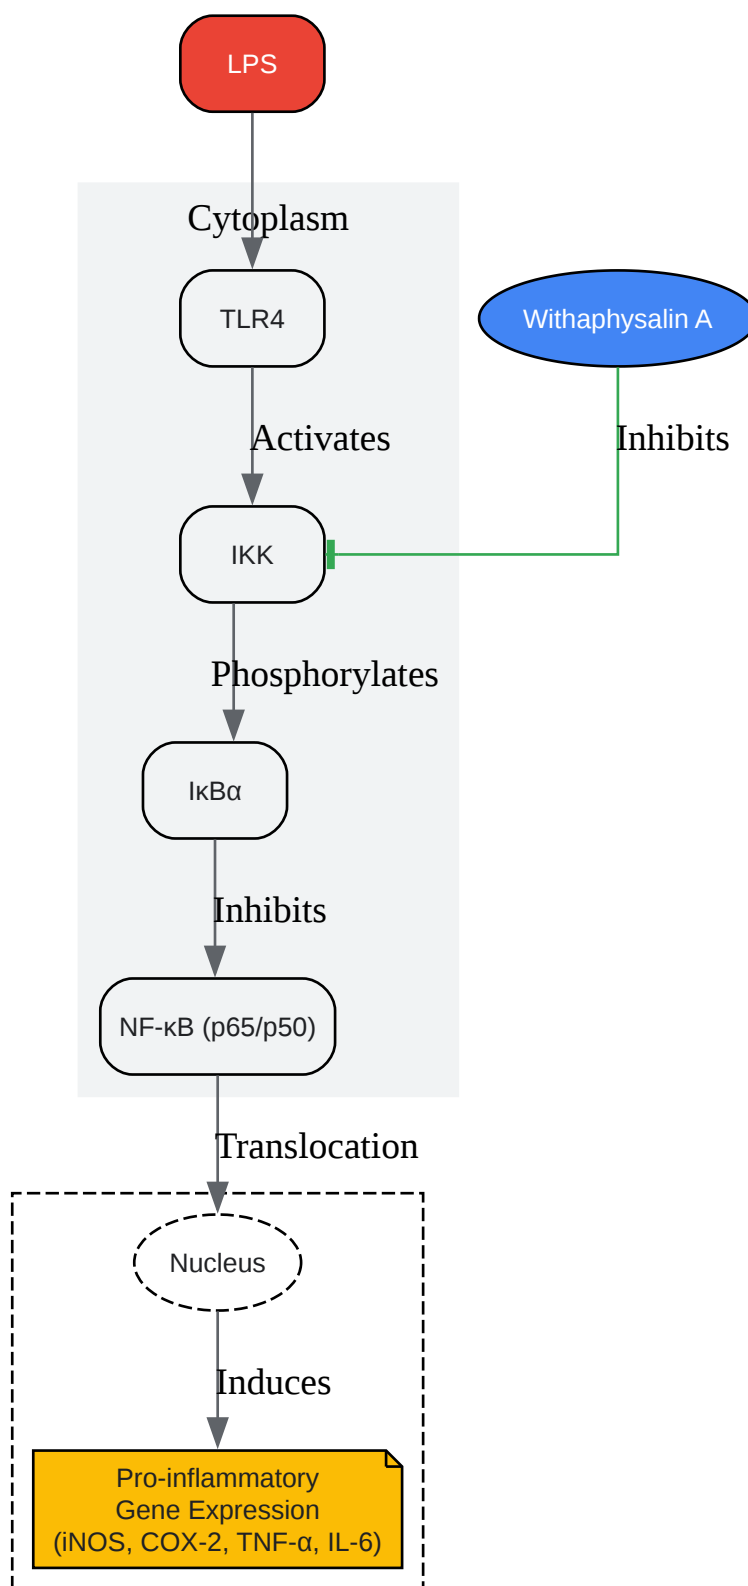 LPS
Cytoplasm
TLR4
Withaphysalin A
Activates
Inhibits
IKK
Phosphorylates
IκBα
Inhibits
NF-κB (p65/p50)
Translocation
Nucleus
Induces
Pro-inflammatory
Gene Expression
(iNOS, COX-2, TNF-α, IL-6)